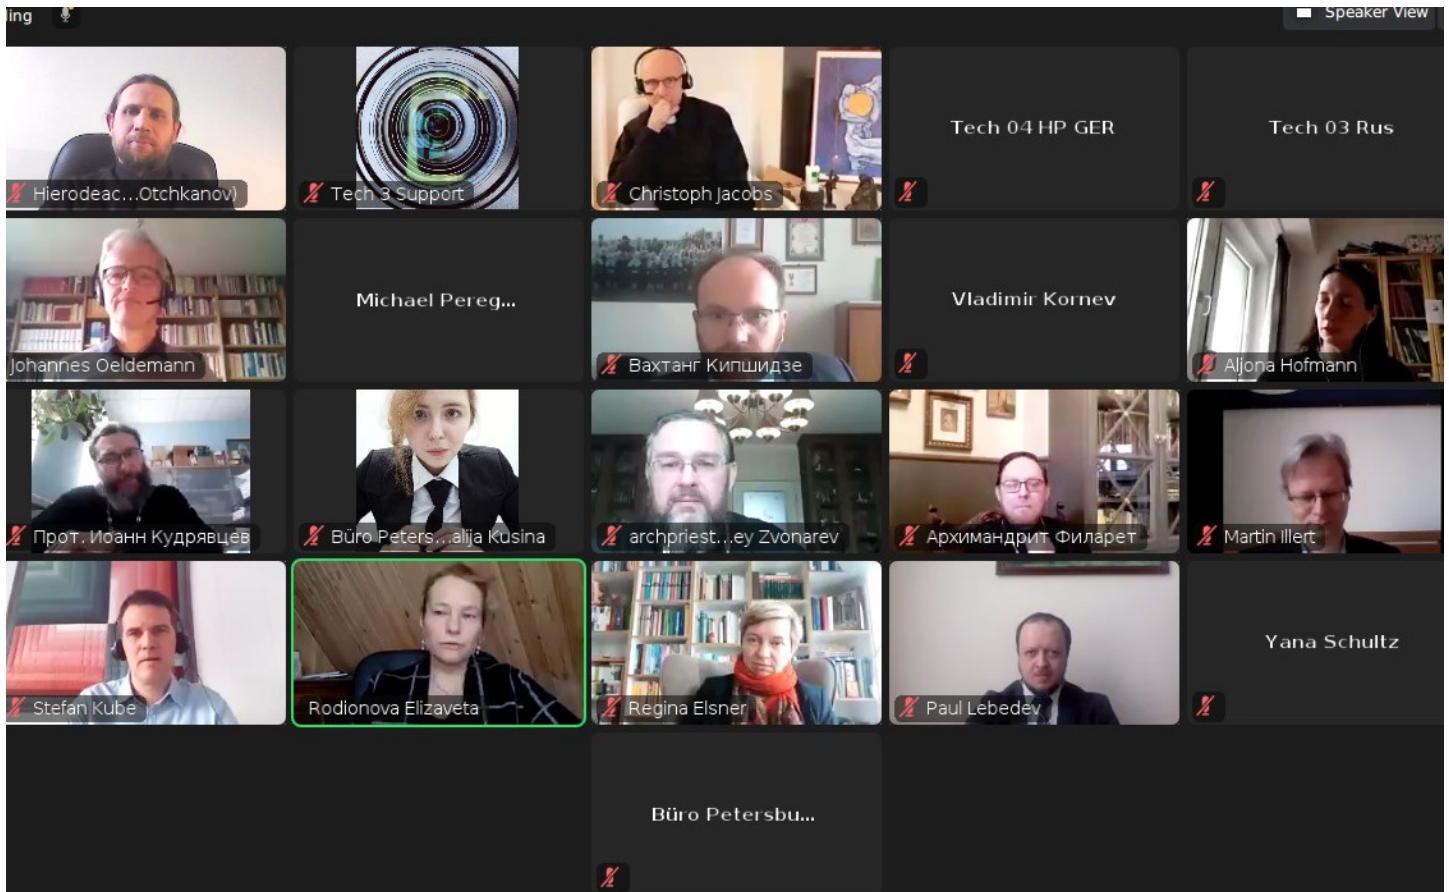 ing
Speaker View
Hierodeac...Otchkanov)
Tech 3 Support
Christoph Jacobs
Tech 04 HP GER
Tech 03 Rus
Johannes Oeldemann
Michael Pereg...
Вахтанг Кипшидзе
Vladimir Kornev
Aljona Hofmann
Прот. Иоанн Кудрявцев
Büro Peters...alija Kusina
archpriest...ey Zvonarev
Архимандрит Филарет
Martin Illert
Stefan Kube
Rodionova Elizaveta
Regina Elsner
Paul Lebedev
Yana Schultz
Büro Petersbu...